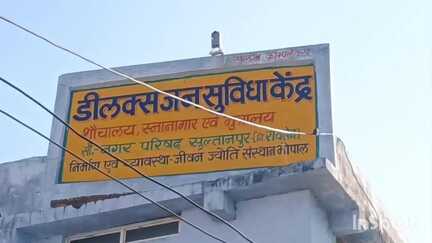 डीलक्स जन सुविधा केंद्र
शौचालय, स्नानागार एवं मूत्रालय
सौ.-नगर परिषद सुल्तानपुर
निर्माण एवं व्यवस्था-जीवन ज्योति संस्थान भोपाल